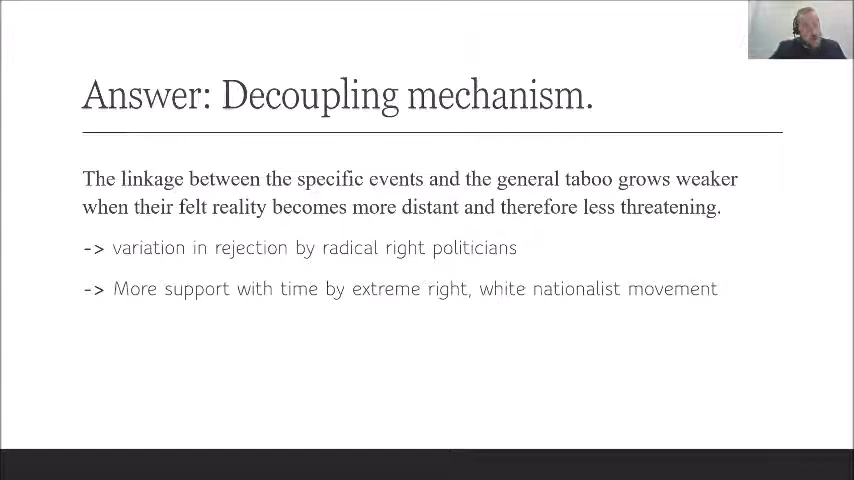 Answer: Decoupling mechanism.
The linkage between the specific events and the general taboo grows weaker
when their felt reality becomes more distant and therefore less threatening.
-> variation in rejection by radical right politicians
-> More support with time by extreme right, white nationalist movement